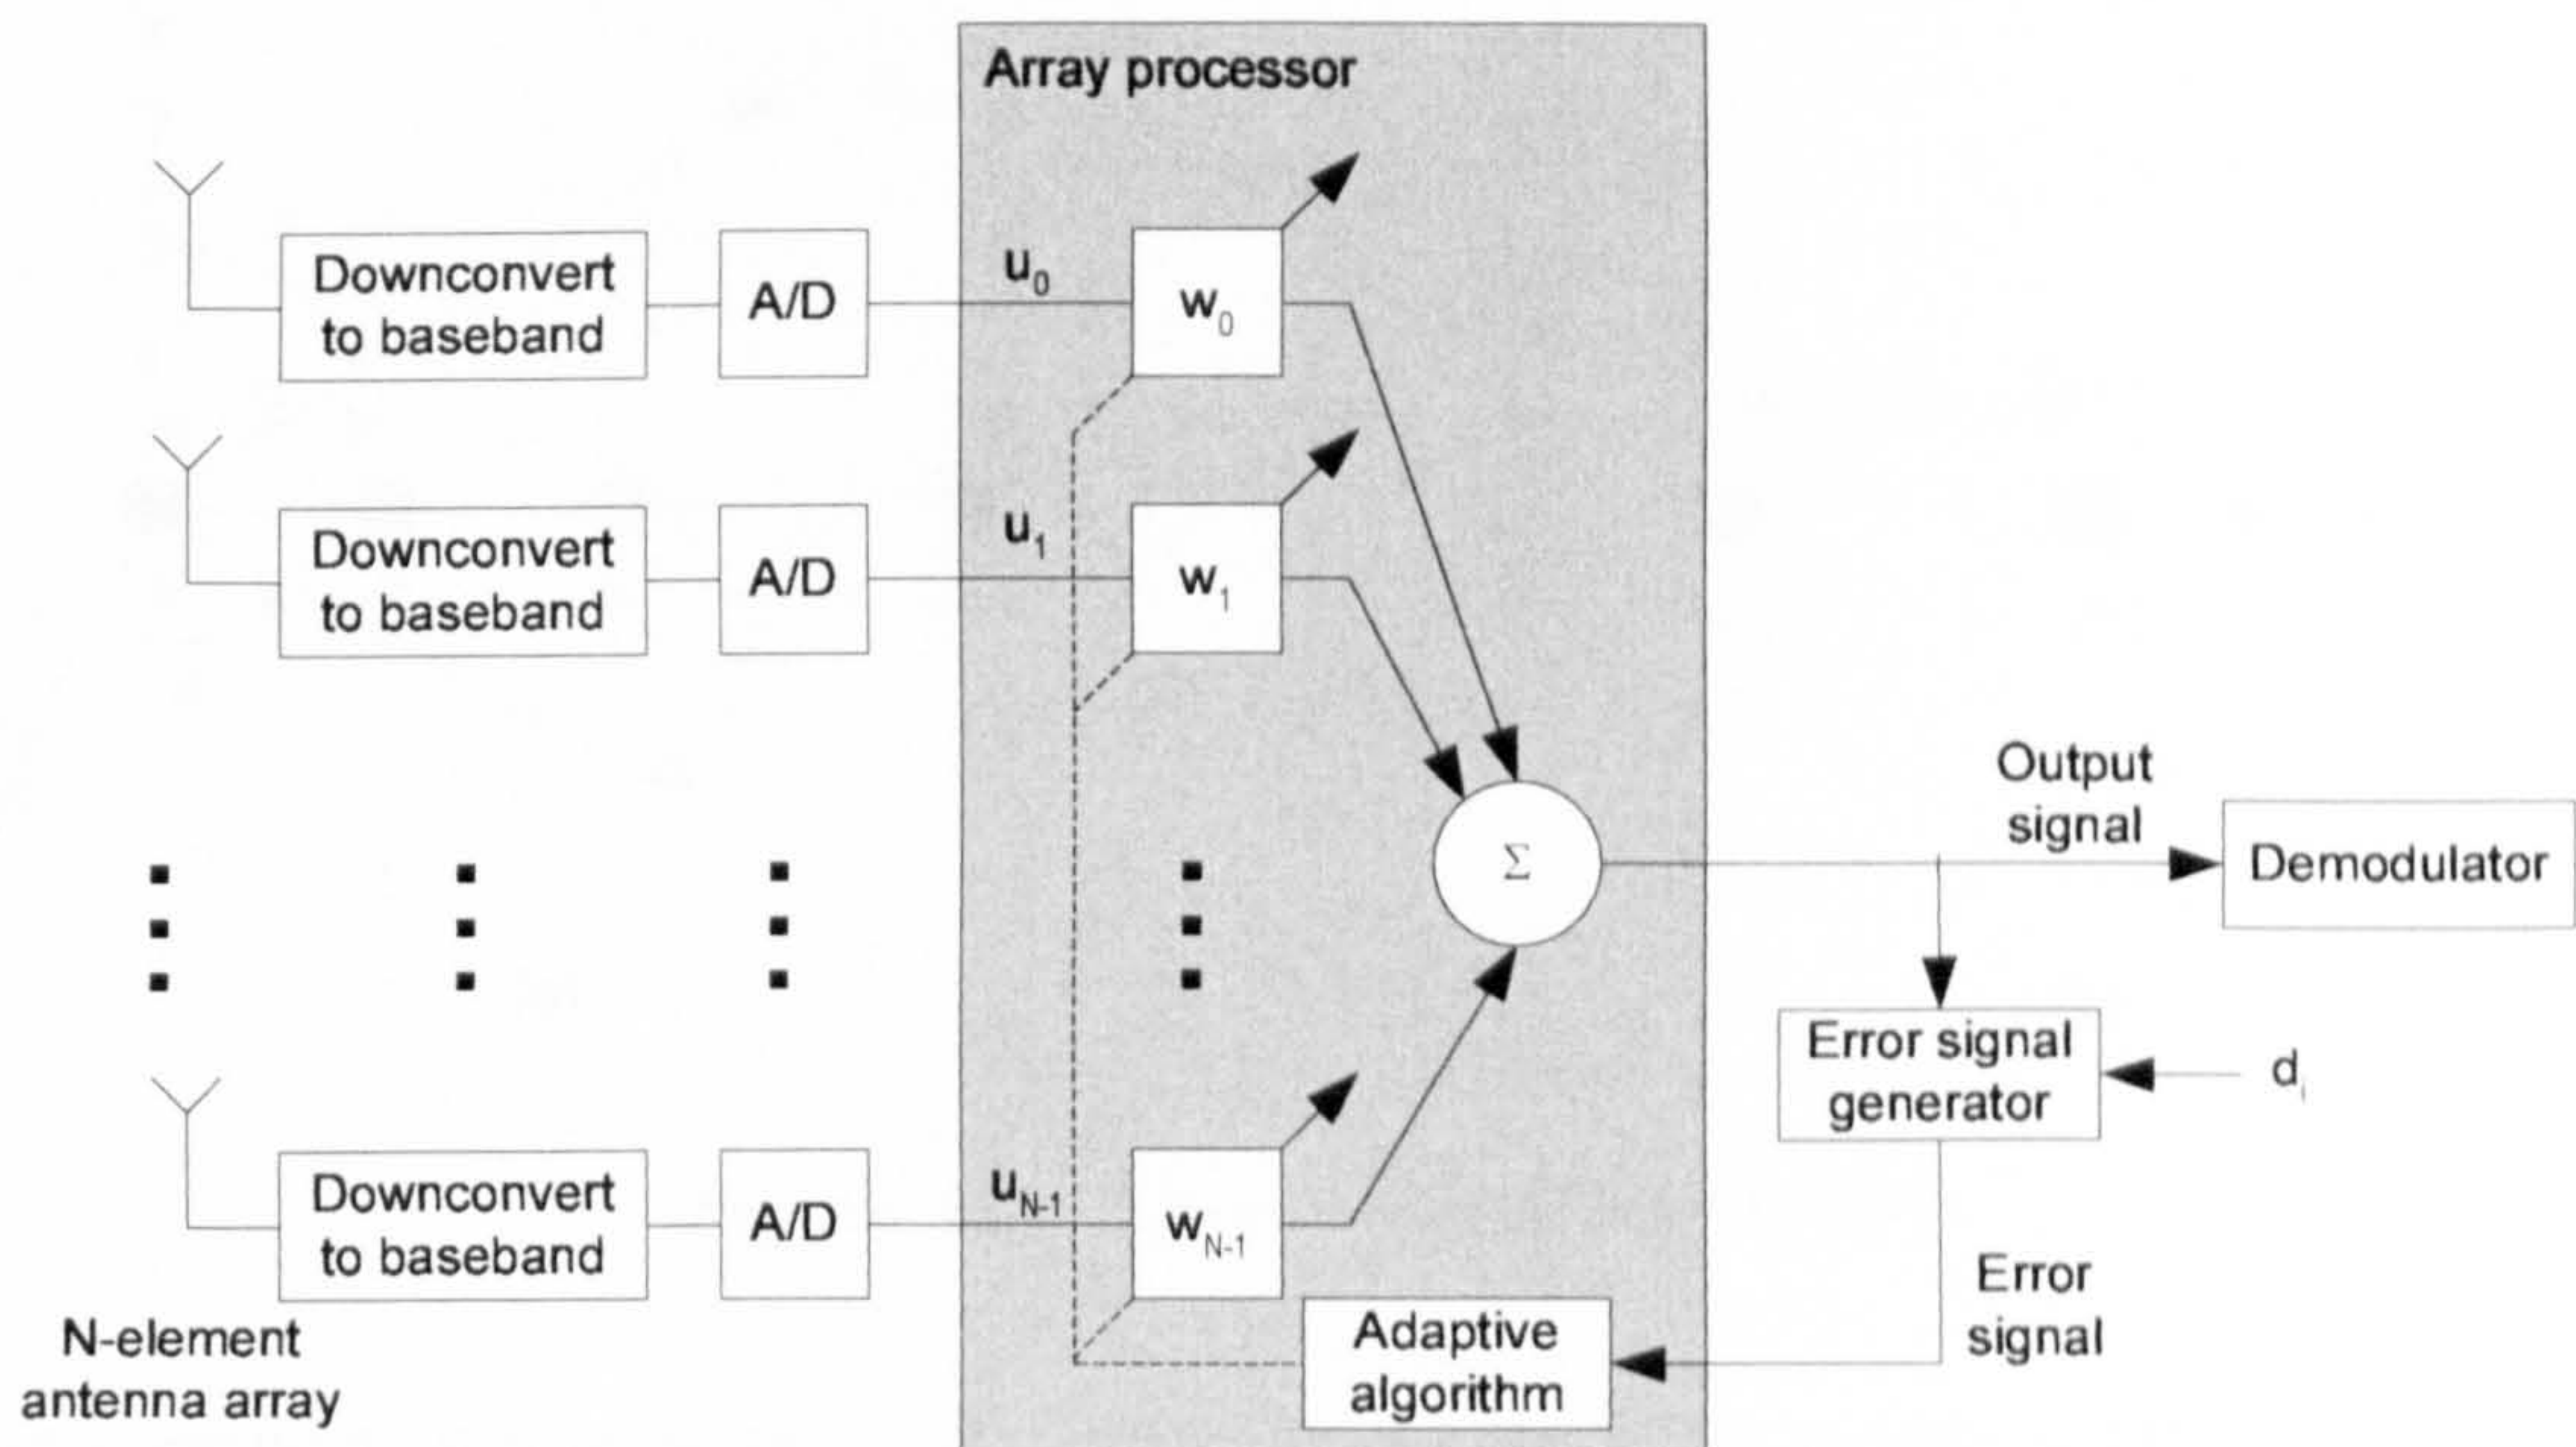 Array processor
Downconvert
to baseband
A/D
u0
w0
Downconvert
to baseband
A/D
u1
w1
Output
signal
Σ
Demodulator
Error signal
generator
di
Downconvert
to baseband
A/D
uN-1
wN-1
Error
signal
Adaptive
algorithm
N-element
antenna array